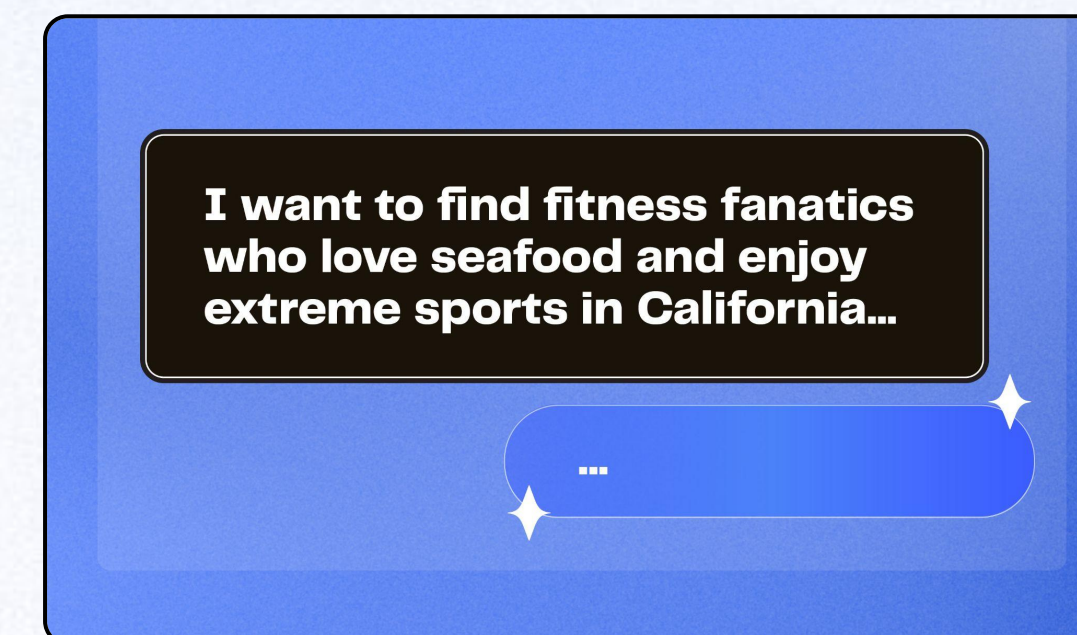 I want to find fitness fanatics
who love seafood and enjoy
extreme sports in California...
...